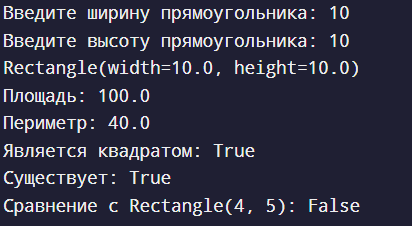 Введите ширину прямоугольника: 10
Введите высоту прямоугольника: 10
Rectangle(width=10.0, height=10.0)
Площадь: 100.0
Периметр: 40.0
Является квадратом: True
Существует: True
Сравнение с Rectangle(4, 5): False